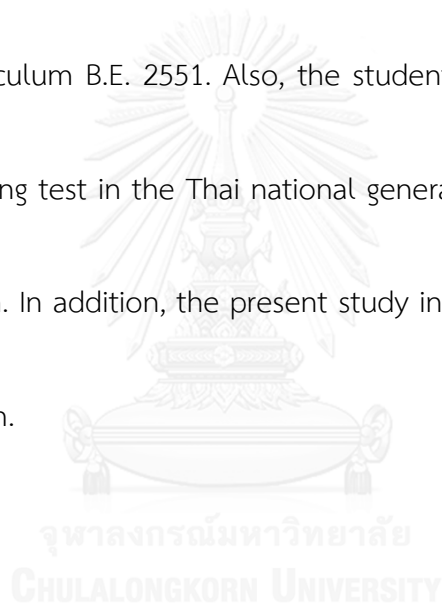 culum B.E. 2551. Also, the student
ng test in the Thai national genera
. In addition, the present study in
n.
จุฬาลงกรณ์มหาวิทยาลัย
CHULALONGKORN UNIVERSITY